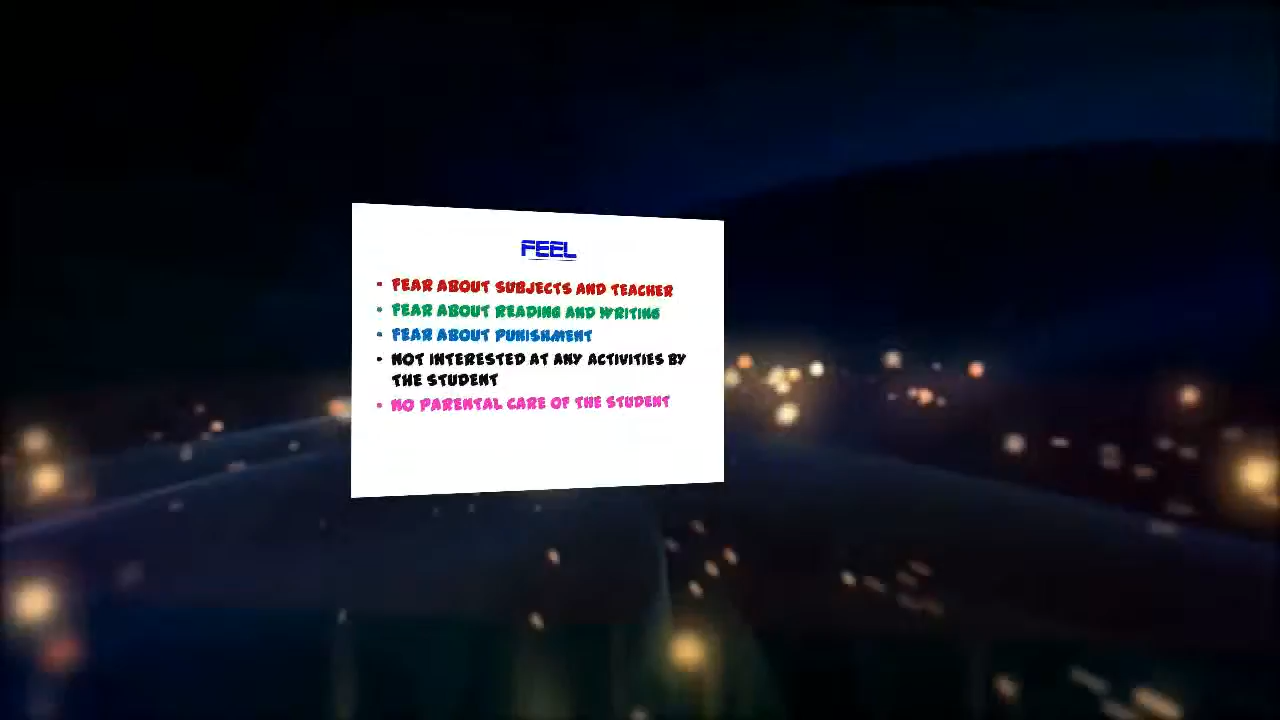 FEEL
• FEAR ABOUT SUBJECTS AND TEACHER
• FEAR ABOUT READING AND WRITING
• FEAR ABOUT PUNISHMENT
• NOT INTERESTED AT ANY ACTIVITIES BY
THE STUDENT
• NO PARENTAL CARE OF THE STUDENT